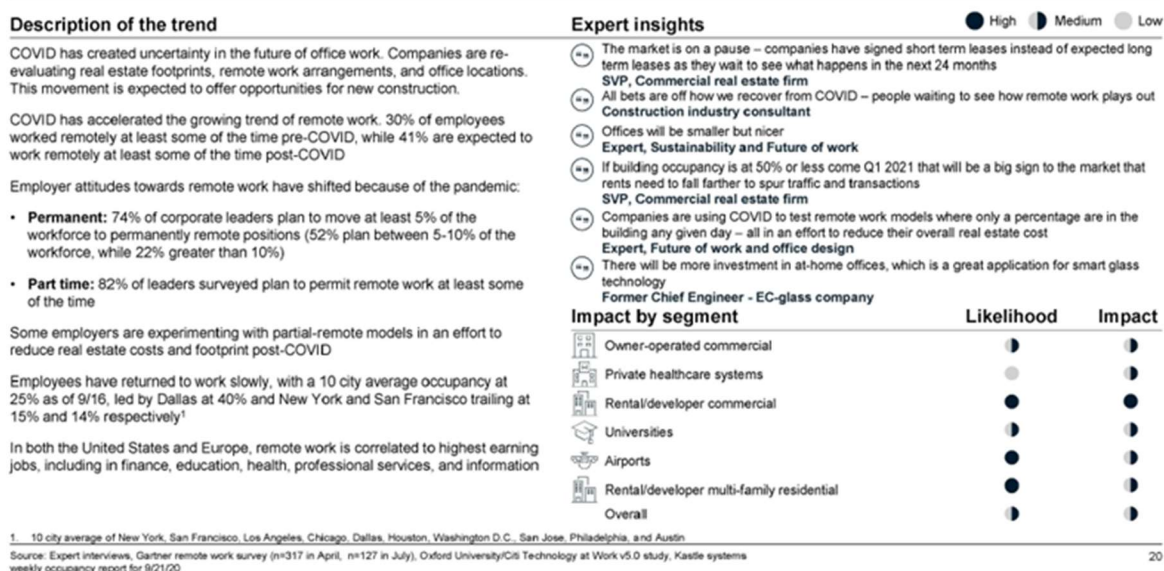 Description of the trend
COVID has created uncertainty in the future of office work. Companies are re-
evaluating real estate footprints, remote work arrangements, and office locations.
This movement is expected to offer opportunities for new construction.
COVID has accelerated the growing trend of remote work. 30% of employees
worked remotely at least some of the time pre-COVID, while 41% are expected to
work remotely at least some of the time post-COVID
Employer attitudes towards remote work have shifted because of the pandemic:
• Permanent: 74% of corporate leaders plan to move at least 5% of the
workforce to permanently remote positions (52% plan between 5-10% of the
workforce, while 22% greater than 10%)
• Part time: 82% of leaders surveyed plan to permit remote work at least some
of the time
Some employers are experimenting with partial-remote models in an effort to
reduce real estate costs and footprint post-COVID
Employees have returned to work slowly, with a 10 city average occupancy at
25% as of 9/16, led by Dallas at 40% and New York and San Francisco trailing at
15% and 14% respectively1
In both the United States and Europe, remote work is correlated to highest earning
jobs, including in finance, education, health, professional services, and information
Expert insights
High Medium Low
The market is on a pause – companies have signed short term leases instead of expected long
term leases as they wait to see what happens in the next 24 months
SVP, Commercial real estate firm
All bets are off how we recover from COVID – people waiting to see how remote work plays out
Construction industry consultant
Offices will be smaller but nicer
Expert, Sustainability and Future of work
If building occupancy is at 50% or less come Q1 2021 that will be a big sign to the market that
rents need to fall farther to spur traffic and transactions
SVP, Commercial real estate firm
Companies are using COVID to test remote work models where only a percentage are in the
building any given day – all in an effort to reduce their overall real estate cost
Expert, Future of work and office design
There will be more investment in at-home offices, which is a great application for smart glass
technology
Former Chief Engineer - EC-glass company
Impact by segment Likelihood Impact
Owner-operated commercial
Private healthcare systems
Rental/developer commercial
Universities
Airports
Rental/developer multi-family residential
Overall
1. 10 city average of New York, San Francisco, Los Angeles, Chicago, Dallas, Houston, Washington D.C., San Jose, Philadelphia, and Austin
Source: Expert interviews, Gartner remote work survey (n=317 in April, n=127 in July), Oxford University/Citi Technology at Work v5.0 study, Kastle systems
weekly occupancy report for 9/21/20
20